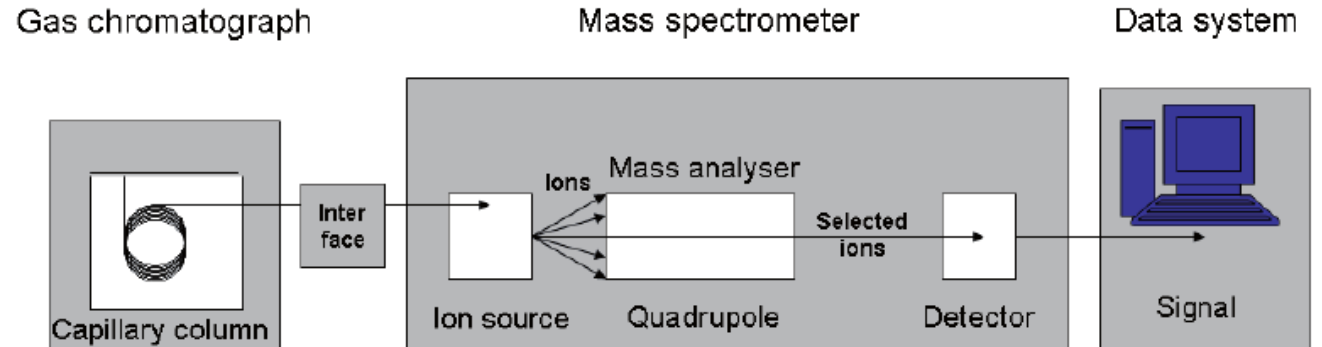 Gas chromatograph
Mass spectrometer
Data system
Mass analyser
Ions
Inter
face
Selected
ions
Capillary column
Ion source
Quadrupole
Detector
Signal